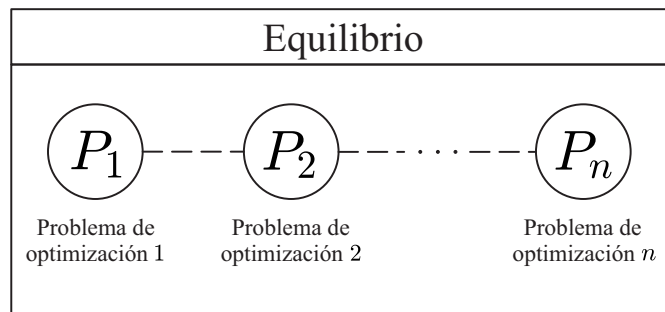 Equilibrio
P₁ P₂ ··· Pₙ
Problema de Problema de Problema de
optimización 1 optimización 2 optimización n